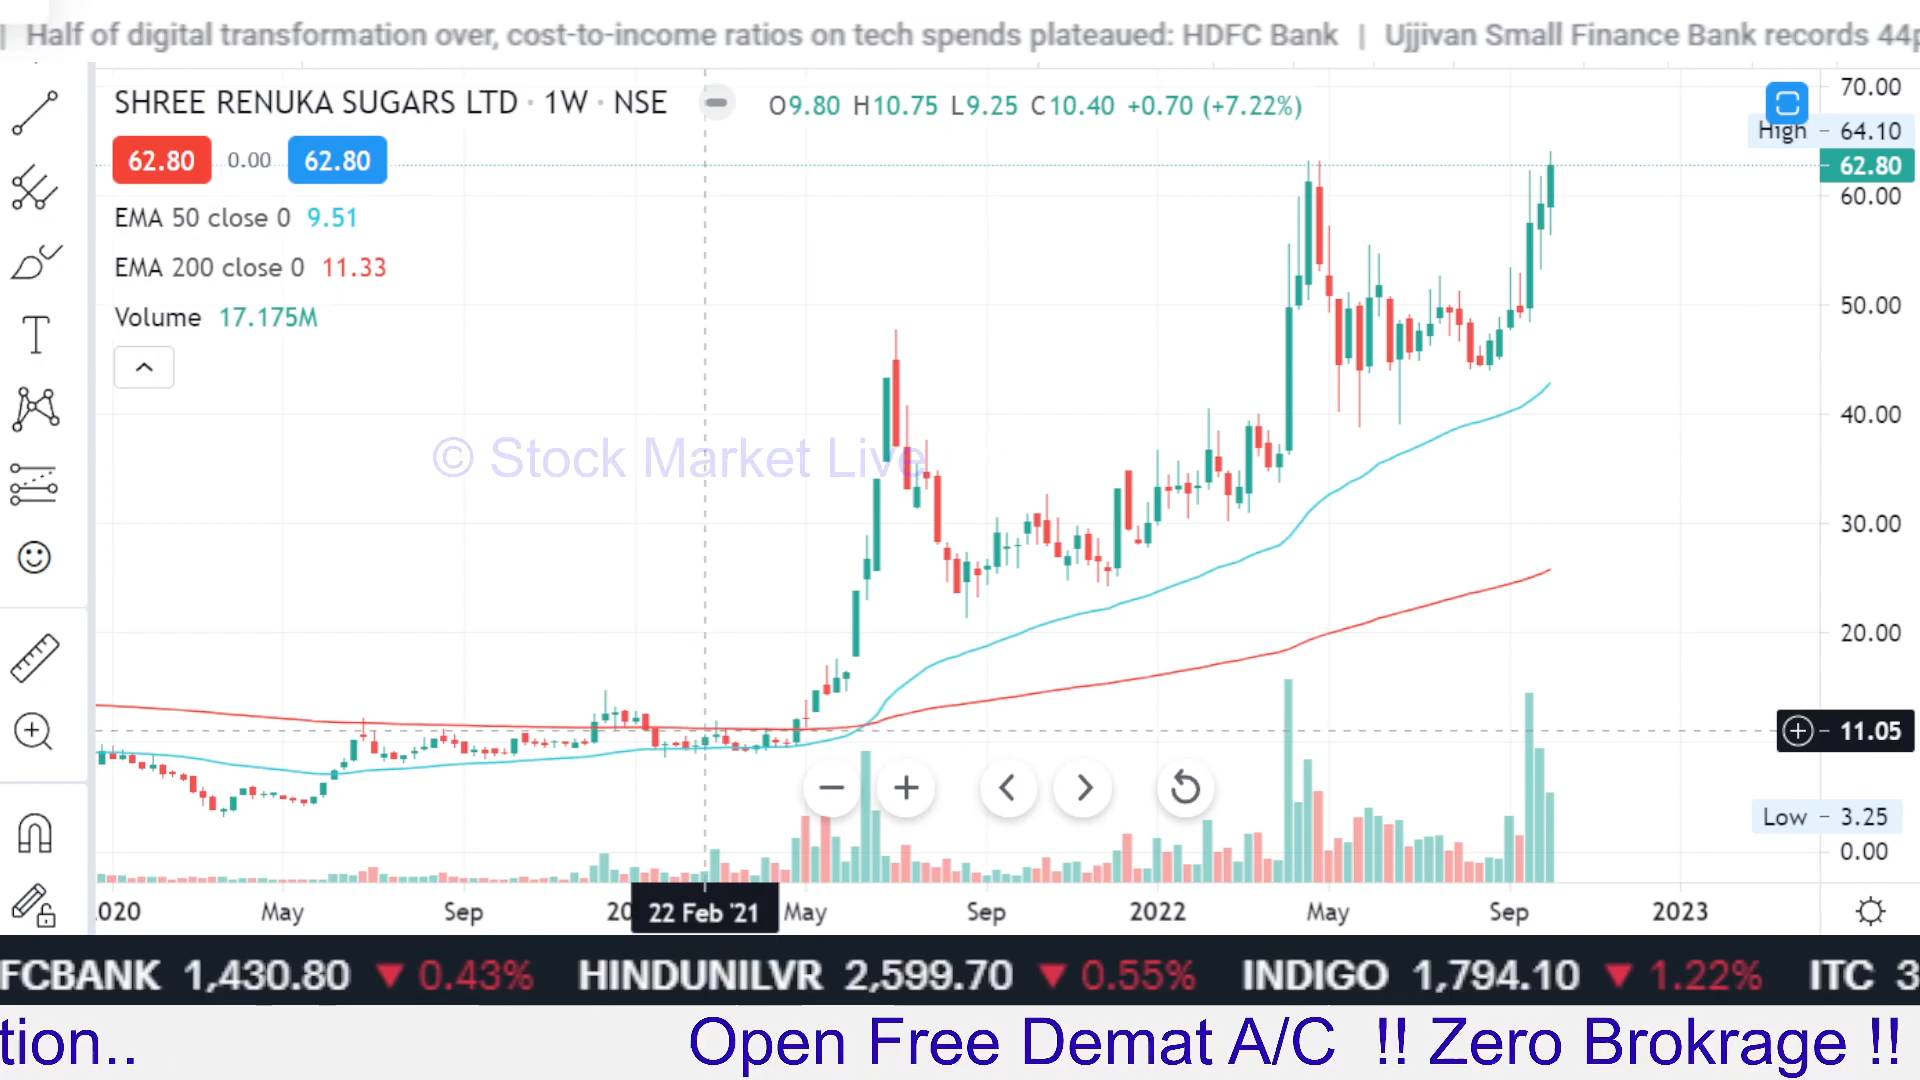 | Half of digital transformation over, cost-to-income ratios on tech spends plateaued: HDFC Bank | Ujjivan Small Finance Bank records 44p
SHREE RENUKA SUGARS LTD · 1W · NSE O9.80 H10.75 L9.25 C10.40 +0.70 (+7.22%)
62.80 0.00 62.80
EMA 50 close 0 9.51
EMA 200 close 0 11.33
Volume 17.175M
© Stock Market Live
70.00
High 64.10
62.80
60.00
50.00
40.00
30.00
20.00
11.05
Low 3.25
0.00
2020 May Sep 20 22 Feb '21 May Sep 2022 May Sep 2023
FCBANK 1,430.80 ▼ 0.43% HINDUNILVR 2,599.70 ▼ 0.55% INDIGO 1,794.10 ▼ 1.22% ITC 3
tion.. Open Free Demat A/C !! Zero Brokrage !!